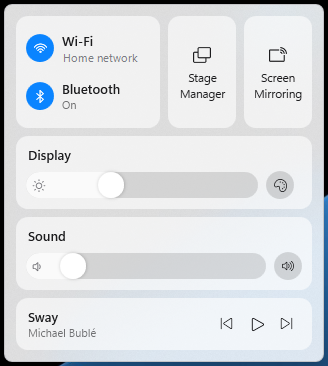 Wi-Fi
Home network
Bluetooth
On
Stage
Manager
Screen
Mirroring
Display
Sound
Sway
Michael Bublé